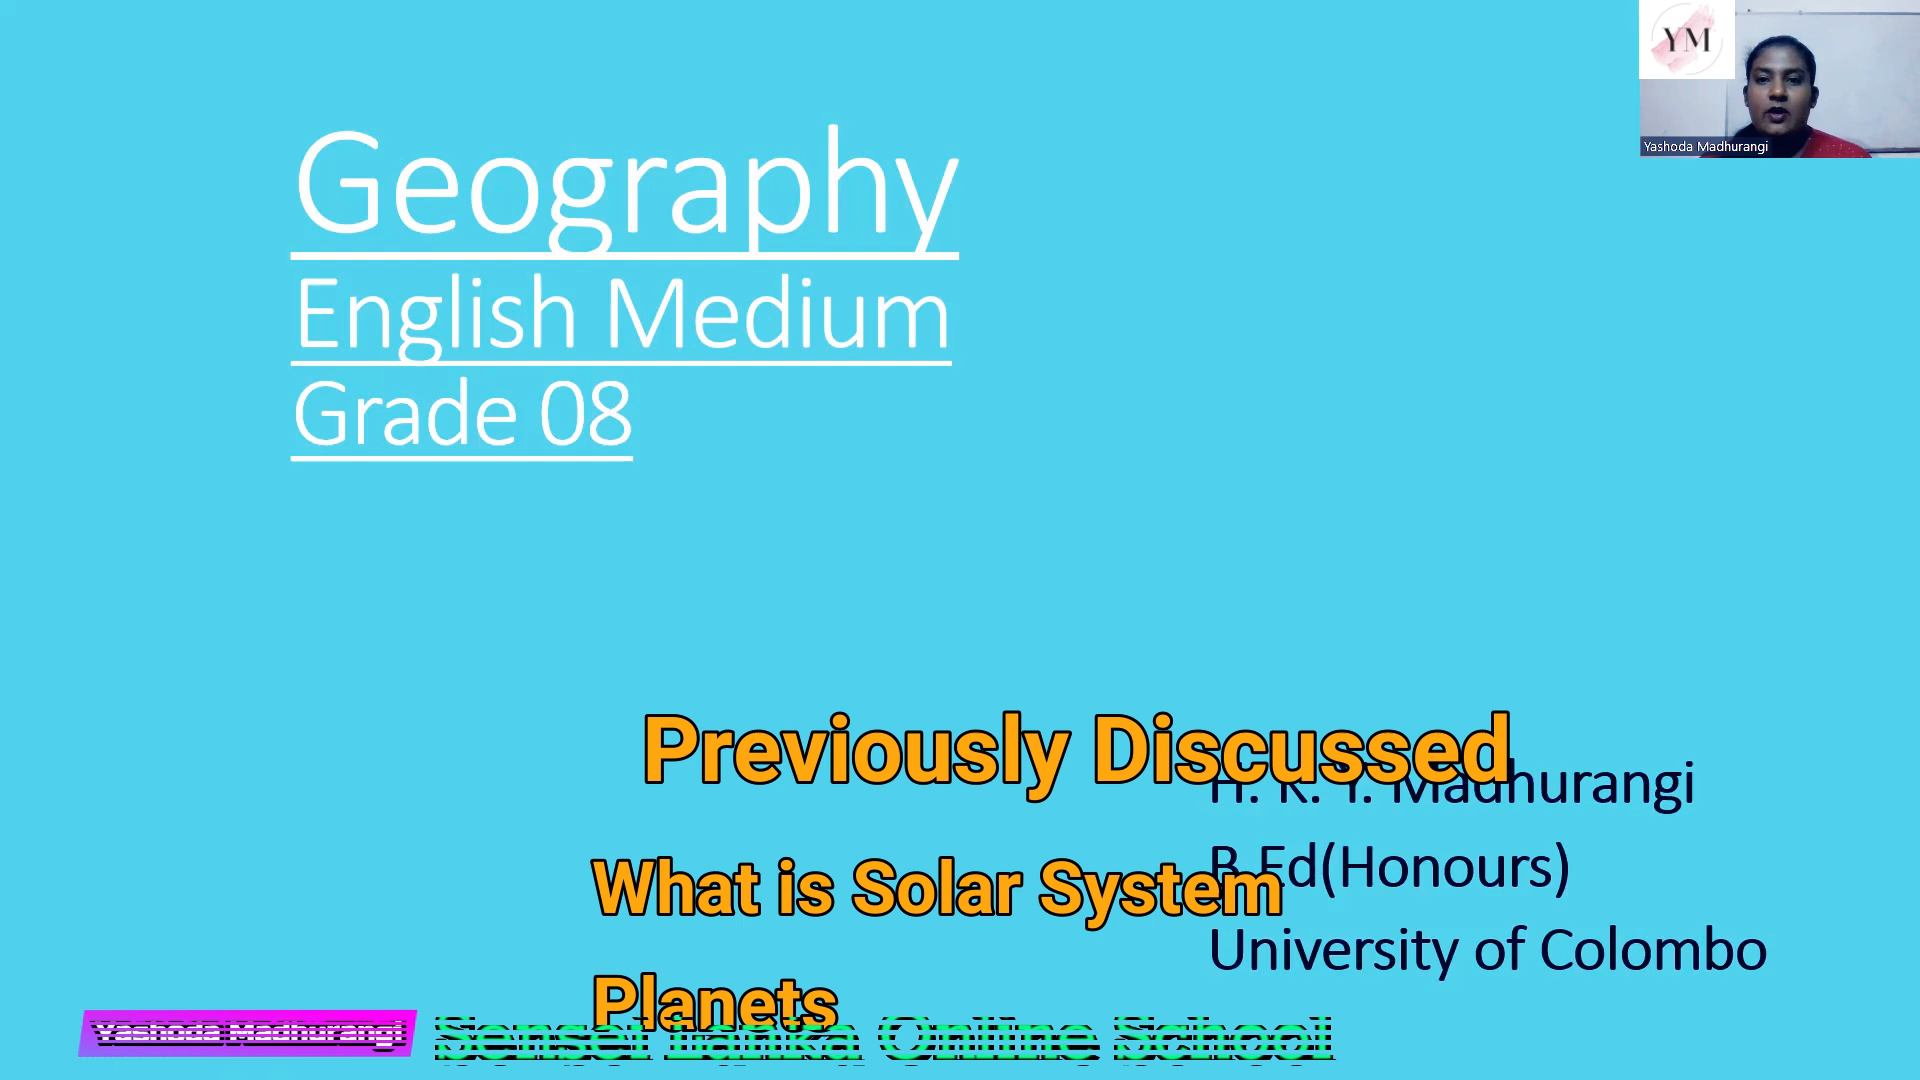 YM
Yashoda Madhurangi
Geography
English Medium
Grade 08
Previously Discussed
H. K. Y. Madhurangi
What is Solar System
B.Ed(Honours)
University of Colombo
Planets
Yashoda Madhurangi
Sensei Lanka Online School